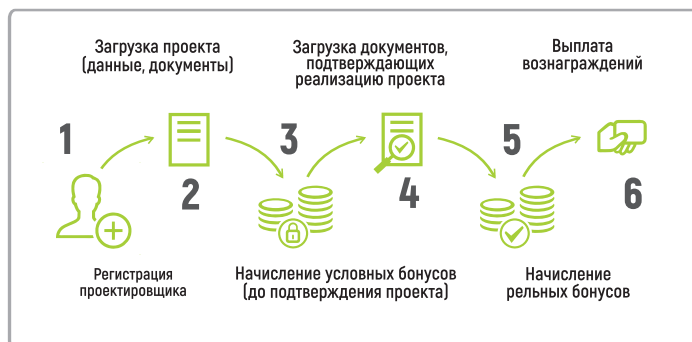 Загрузка проекта
(данные, документы)
Загрузка документов,
подтверждающих
реализацию проекта
Выплата
вознаграждений
1
2
3
4
5
6
Регистрация
проектировщика
Начисление условных бонусов
(до подтверждения проекта)
Начисление
рельных бонусов